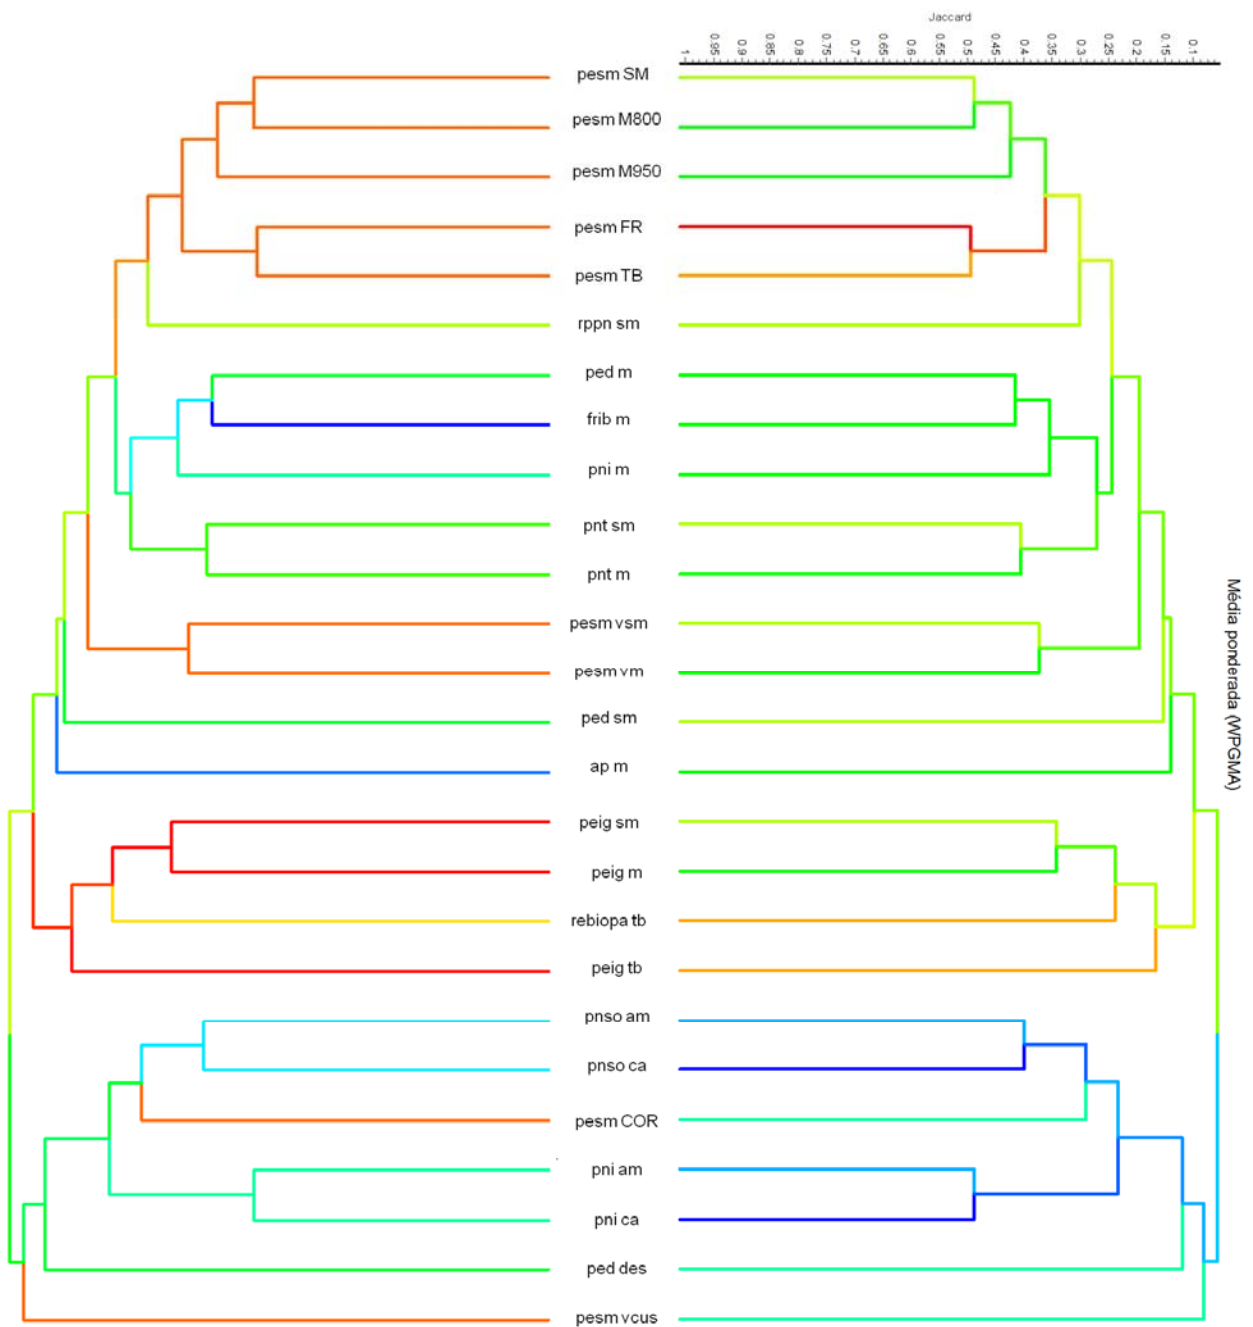 Jaccard
1 0.95 0.9 0.85 0.8 0.75 0.7 0.65 0.6 0.55 0.5 0.45 0.4 0.35 0.3 0.25 0.2 0.15 0.1
pesm SM
pesm M800
pesm M950
pesm FR
pesm TB
rppn sm
ped m
frib m
pni m
pnt sm
pnt m
pesm vsm
pesm vm
ped sm
ap m
peig sm
peig m
rebiopa tb
peig tb
pnso am
pnso ca
pesm COR
pni am
pni ca
ped des
pesm vcus
Média ponderada (WPGMA)